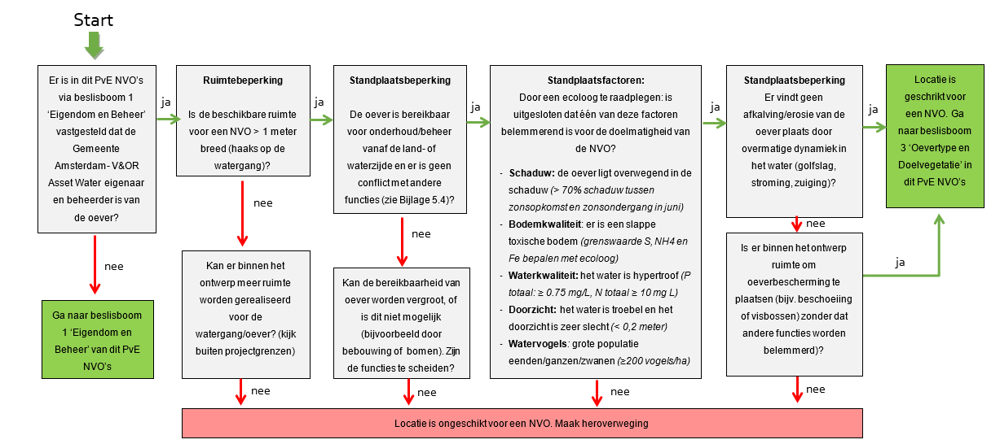 Start
Er is in dit PvE NVO's
via beslisboom 1
'Eigendom en Beheer'
vastgesteld dat de
Gemeente
Amsterdam- V&OR
Asset Water eigenaar
en beheerder is van
de oever?
ja
nee
Ga naar beslisboom
1 'Eigendom en
Beheer' van dit PvE
NVO's
Ruimtebeperking
Is de beschikbare ruimte
voor een NVO > 1 meter
breed (haaks op de
watergang)?
ja
nee
Kan er binnen het
ontwerp meer ruimte
worden gerealiseerd
voor de
watergang/oever? (kijk
buiten projectgrenzen)
nee
Standplaatsbeperking
De oever is bereikbaar
voor onderhoud/beheer
vanaf de land- of
waterzijde en er is geen
conflict met andere
functies (zie Bijlage 5.4)?
ja
nee
Kan de bereikbaarheid van
oever worden vergroot, of
is dit niet mogelijk
(bijvoorbeeld door
bebouwing of bomen). Zijn
de functies te scheiden?
nee
Standplaatsfactoren:
Door een ecoloog te raadplegen: is
uitgesloten dat één van deze factoren
belemmerend is voor de doelmatigheid van
de NVO?
- Schaduw: de oever ligt overwegend in de
schaduw (> 70% schaduw tussen
zonsopkomst en zonsondergang in juni)
- Bodemkwaliteit: er is een slappe
toxische bodem (grenswaarde S, NH4 en
Fe bepalen met ecoloog)
- Waterkwaliteit: het water is hypertroof (P
totaal: ≥ 0.75 mg/L, N totaal ≥ 10 mg L)
- Doorzicht: het water is troebel en het
doorzicht is zeer slecht (< 0,2 meter)
- Watervogels: grote populatie
eenden/ganzen/zwanen (≥200 vogels/ha)
ja
nee
Standplaatsbeperking
Er vindt geen
afkalving/erosie van
de oever plaats door
overmatige dynamiek in
het water (golfslag,
stroming, zuiging)?
ja
nee
Is er binnen het ontwerp
ruimte om
oeverbescherming te
plaatsen (bijv. beschoeiing
of visbossen) zonder dat
andere functies worden
belemmerd)?
ja
nee
Locatie is
geschrikt voor
een NVO. Ga
naar beslisboom
3 'Oevertype en
Doelvegetatie' in
dit PvE NVO's
Locatie is ongeschikt voor een NVO. Maak heroverweging